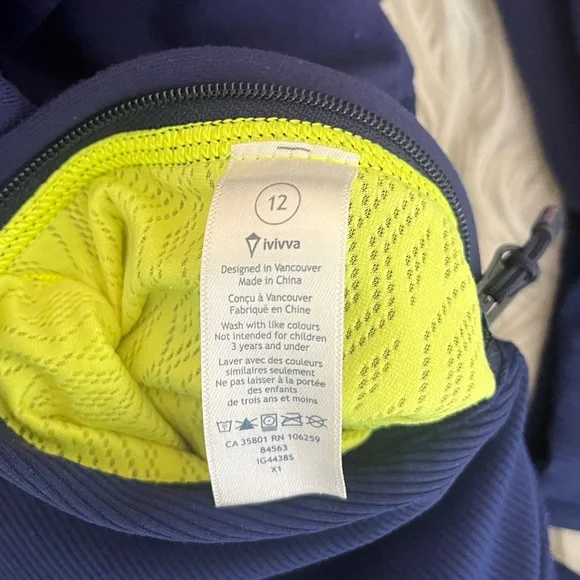 12
ivivva
Designed in Vancouver
Made in China
Conçu à Vancouver
Fabriqué en Chine
Wash with like colours
Not intended for children
3 years and under
Laver avec des couleurs
similaires seulement
Ne pas laisser à la portée
des enfants
de trois ans et moins
CA 35801 RN 106259
B4563
IG4438S
X1